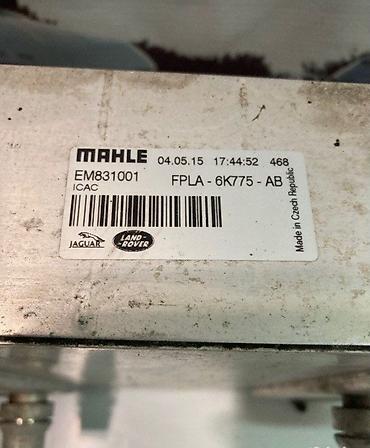 MAHLE 04.05.15 17:44:52 468
EM831001 FPLA - 6K775 - AB
ICAC
Made in Czech Republic
JAGUAR
LAND-
ROVER